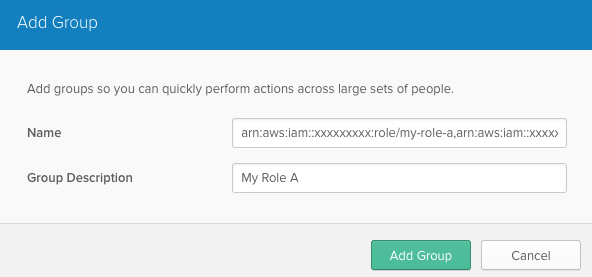 Add Group
Add groups so you can quickly perform actions across large sets of people.
Name arn:aws:iam::xxxxxxxxx:role/my-role-a,arn:aws:iam::xxxxx
Group Description My Role A
Add Group Cancel